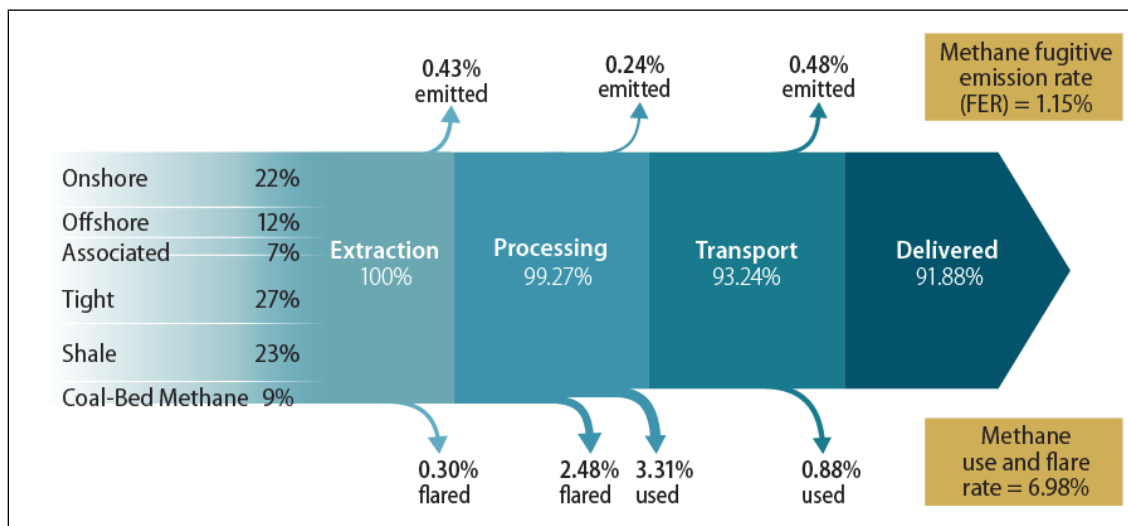 0.43%
emitted
0.24%
emitted
0.48%
emitted
Methane fugitive
emission rate
(FER) = 1.15%
Onshore 22%
Offshore 12%
Associated 7%
Tight 27%
Shale 23%
Coal-Bed Methane 9%
Extraction
100%
Processing
99.27%
Transport
93.24%
Delivered
91.88%
0.30%
flared
2.48%
flared
3.31%
used
0.88%
used
Methane
use and flare
rate = 6.98%